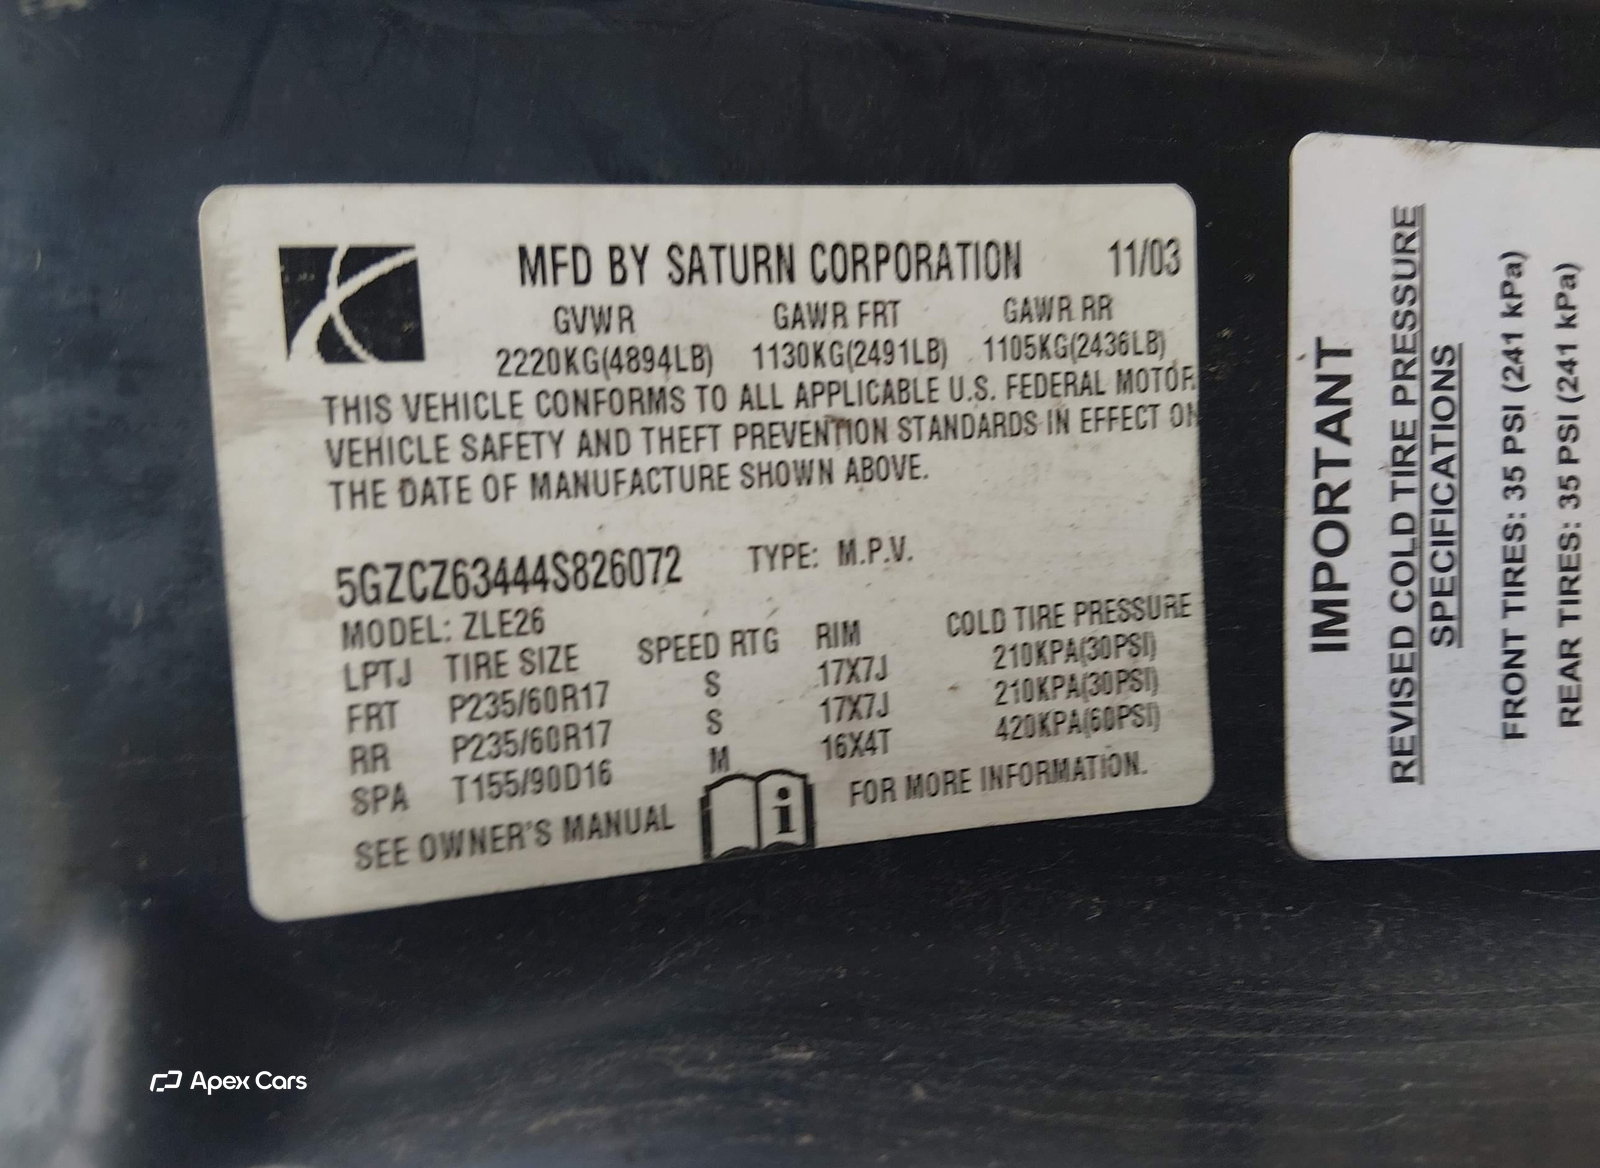 MFD BY SATURN CORPORATION 11/03
GVWR GAWR FRT GAWR RR
2220KG(4894LB) 1130KG(2491LB) 1105KG(2436LB)
THIS VEHICLE CONFORMS TO ALL APPLICABLE U.S. FEDERAL MOTOR
VEHICLE SAFETY AND THEFT PREVENTION STANDARDS IN EFFECT ON
THE DATE OF MANUFACTURE SHOWN ABOVE.
5GZCZ63444S826072 TYPE: M.P.V.
MODEL: ZLE26
LPTJ TIRE SIZE SPEED RTG RIM COLD TIRE PRESSURE
FRT P235/60R17 S 17X7J 210KPA(30PSI)
RR P235/60R17 S 17X7J 210KPA(30PSI)
SPA T155/90D16 M 16X4T 420KPA(60PSI)
SEE OWNER'S MANUAL i FOR MORE INFORMATION.
IMPORTANT
REVISED COLD TIRE PRESSURE
SPECIFICATIONS
FRONT TIRES: 35 PSI (241 kPa)
REAR TIRES: 35 PSI (241 kPa)
Apex Cars